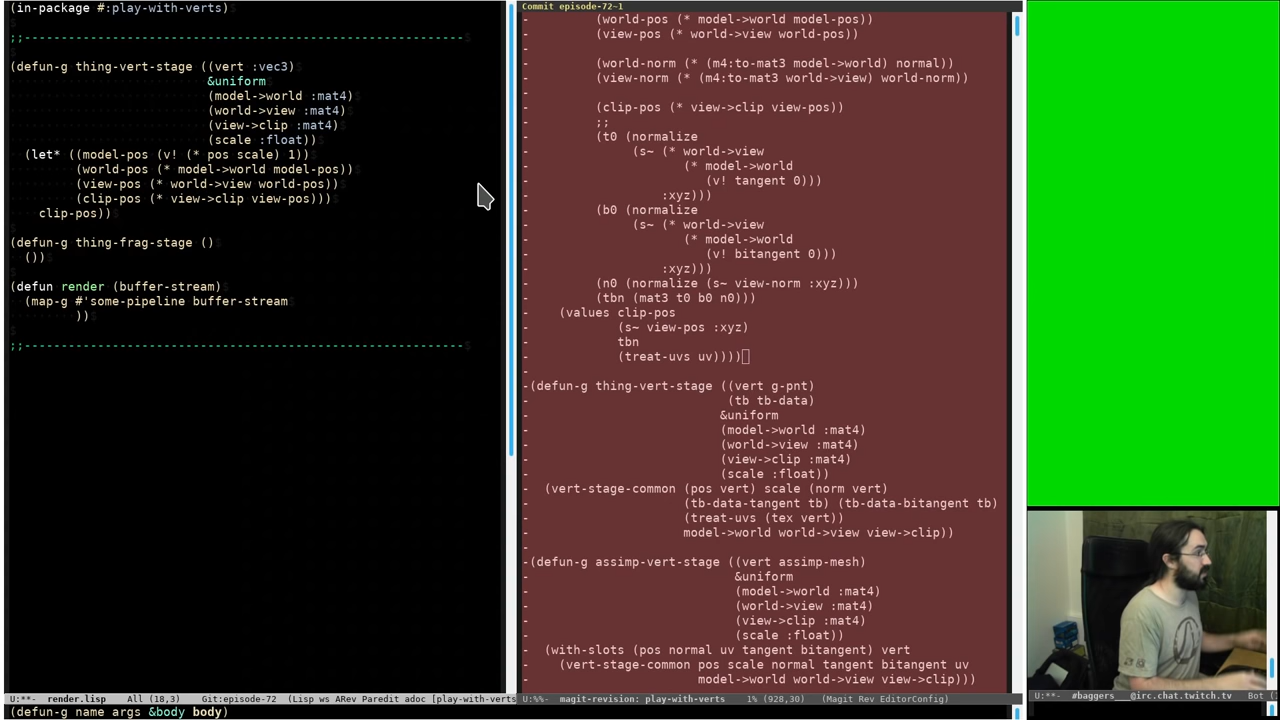 (in-package #:play-with-verts)
;;------------------------------------------------------------
(defun-g thing-vert-stage ((vert :vec3)
&uniform
(model->world :mat4)
(world->view :mat4)
(view->clip :mat4)
(scale :float))
(let* ((model-pos (v! (* pos scale) 1))
(world-pos (* model->world model-pos))
(view-pos (* world->view world-pos))
(clip-pos (* view->clip view-pos)))
clip-pos))
(defun-g thing-frag-stage ()
())
(defun render (buffer-stream)
(map-g #'some-pipeline buffer-stream
))
;;------------------------------------------------------------
U:**- render.lisp All (18,3) Git:episode-72 (Lisp ws ARev Paredit adoc [play-with-verts
(defun-g name args &body body)
Commit episode-72~1
- (world-pos (* model->world model-pos))
- (view-pos (* world->view world-pos))
-
- (world-norm (* (m4:to-mat3 model->world) normal))
- (view-norm (* (m4:to-mat3 world->view) world-norm))
-
- (clip-pos (* view->clip view-pos))
- ;;
- (t0 (normalize
- (s~ (* world->view
- (* model->world
- (v! tangent 0)))
- :xyz)))
- (b0 (normalize
- (s~ (* world->view
- (* model->world
- (v! bitangent 0)))
- :xyz)))
- (n0 (normalize (s~ view-norm :xyz)))
- (tbn (mat3 t0 b0 n0)))
- (values clip-pos
- (s~ view-pos :xyz)
- tbn
- (treat-uvs uv))))
-
-(defun-g thing-vert-stage ((vert g-pnt)
- (tb tb-data)
- &uniform
- (model->world :mat4)
- (world->view :mat4)
- (view->clip :mat4)
- (scale :float))
- (vert-stage-common (pos vert) scale (norm vert)
- (tb-data-tangent tb) (tb-data-bitangent tb)
- (treat-uvs (tex vert))
- model->world world->view view->clip))
-
-(defun-g assimp-vert-stage ((vert assimp-mesh)
- &uniform
- (model->world :mat4)
- (world->view :mat4)
- (view->clip :mat4)
- (scale :float))
- (with-slots (pos normal uv tangent bitangent) vert
- (vert-stage-common pos scale normal tangent bitangent uv
- model->world world->view view->clip)))
U:%%- magit-revision: play-with-verts 1% (928,30) (Magit Rev EditorConfig)
U:**- #baggers___@irc.chat.twitch.tv Bot (